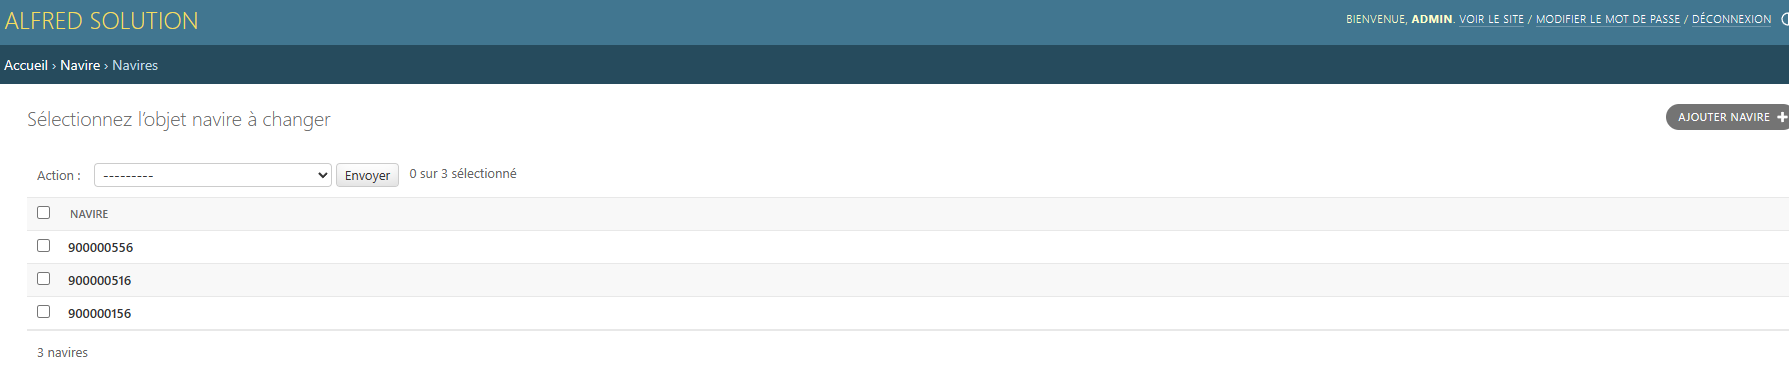 ALFRED SOLUTION
BIENVENUE, ADMIN. VOIR LE SITE / MODIFIER LE MOT DE PASSE / DÉCONNEXION
Accueil › Navire › Navires
Sélectionnez l’objet navire à changer
AJOUTER NAVIRE +
Action : --------- Envoyer 0 sur 3 sélectionné
NAVIRE
900000556
900000516
900000156
3 navires